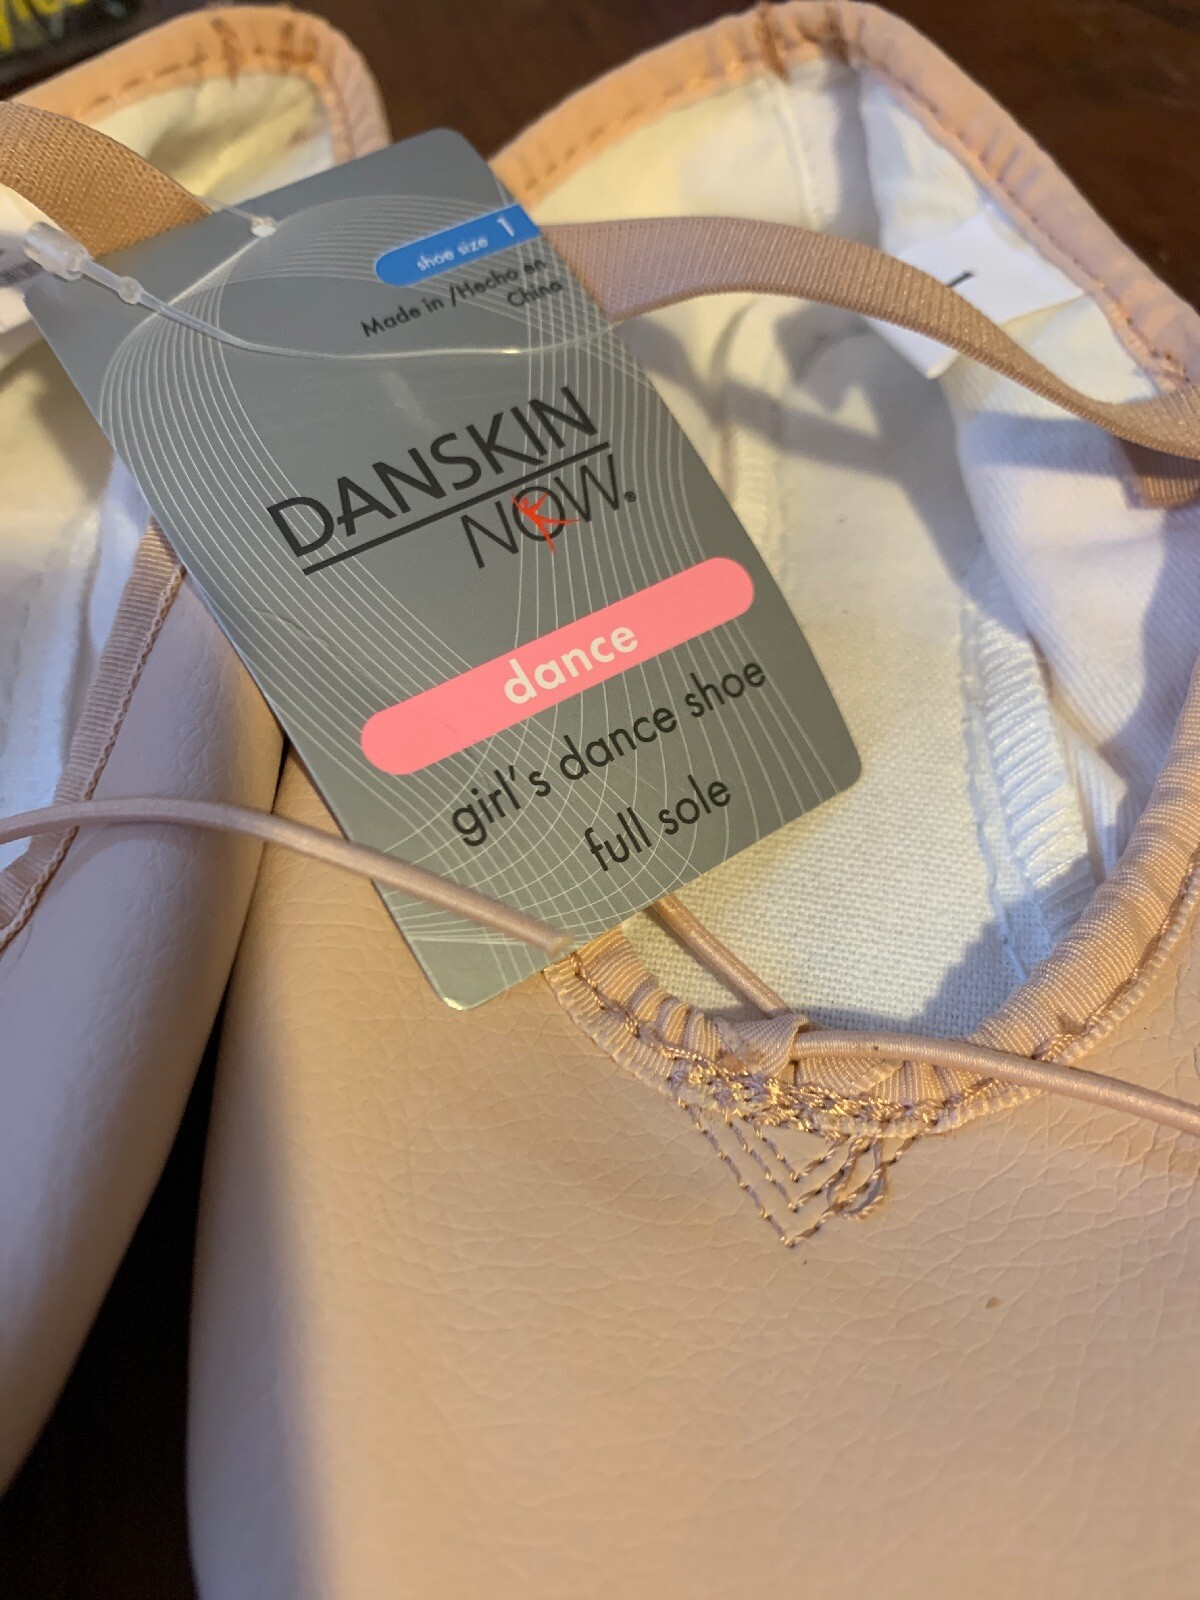 shoe size 1
Made in /Hecho en
China
DANSKIN
NOW®
dance
girl's dance shoe
full sole